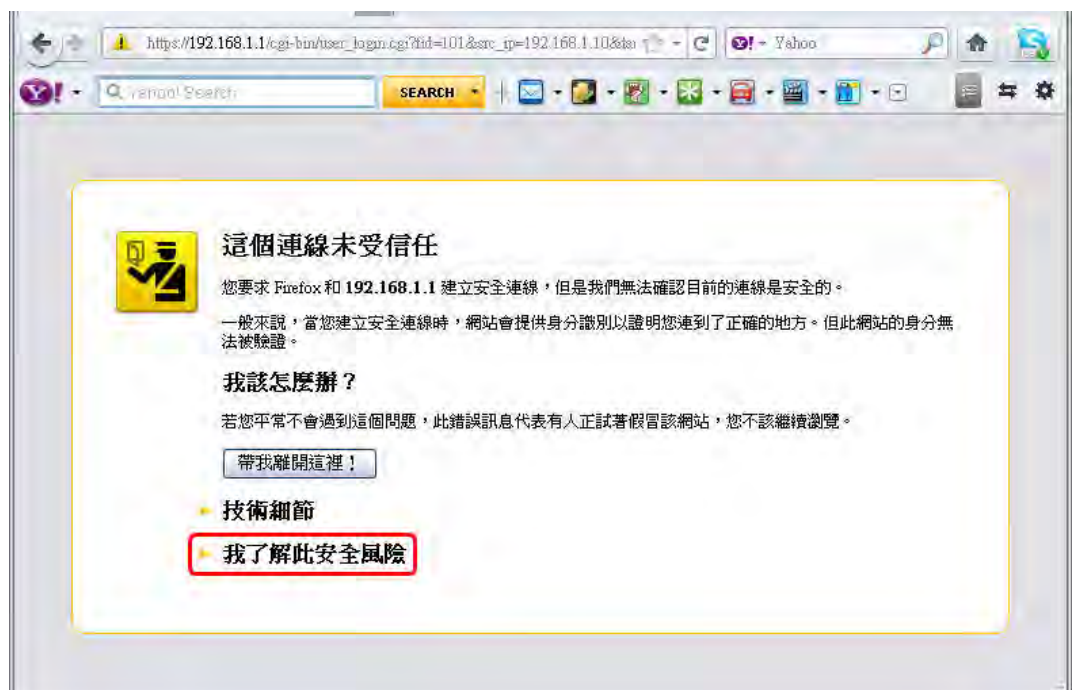 https://192.168.1.1/cgi-bin/user_login.cgi?fid=101&src_ip=192.168.1.10&
Yahoo
Yahoo! Search
SEARCH
這個連線未受信任
您要求 Firefox 和 192.168.1.1 建立安全連線,但是我們無法確認目前的連線是安全的。
一般來說,當您建立安全連線時,網站會提供身分識別以證明您連到了正確的地方。但此網站的身分無
法被驗證。
我該怎麼辦?
若您平常不會遇到這個問題,此錯誤訊息代表有人正試著假冒該網站,您不該繼續瀏覽。
帶我離開這裡!
技術細節
我了解此安全風險